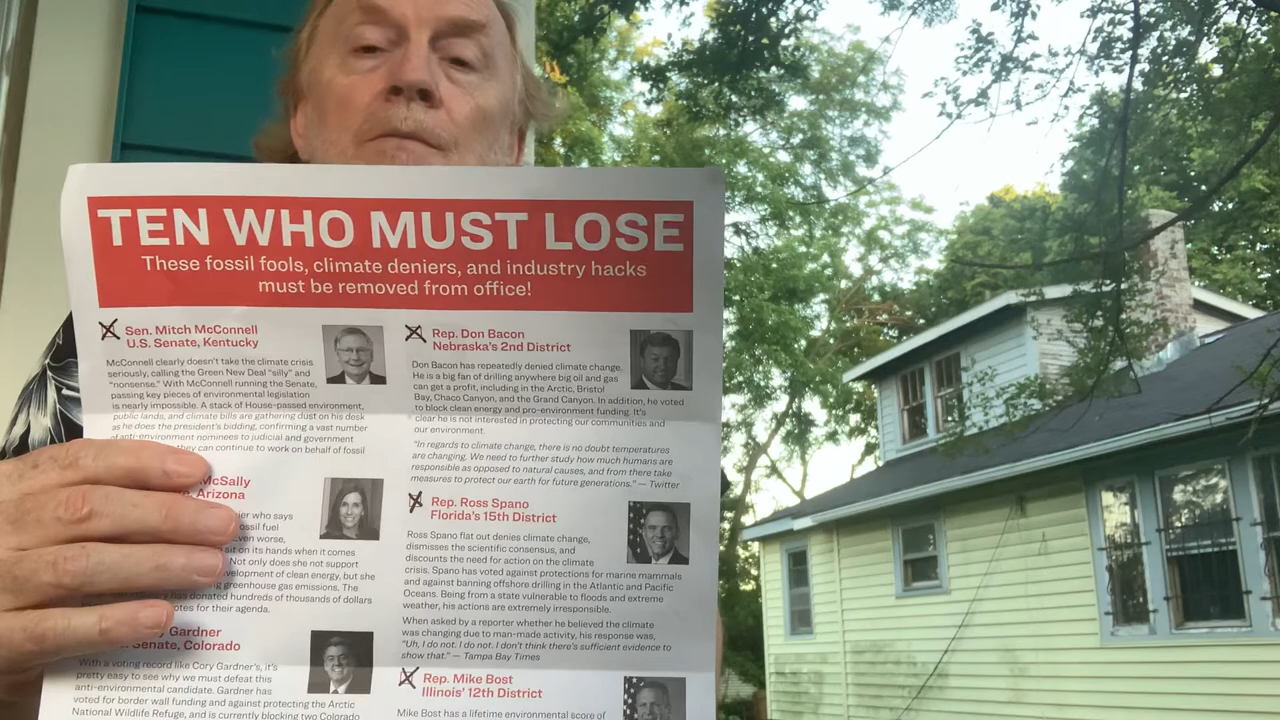 TEN WHO MUST LOSE
These fossil fools, climate deniers, and industry hacks
must be removed from office!
Sen. Mitch McConnell
U.S. Senate, Kentucky
McConnell clearly doesn't take the climate crisis
seriously, calling the Green New Deal "silly" and
"nonsense." With McConnell running the Senate,
passing key pieces of environmental legislation
is nearly impossible. A stack of House-passed environment,
public lands, and climate bills are gathering dust on his desk
as he does the president's bidding, confirming a vast number
of anti-environment nominees to judicial and government
they can continue to work on behalf of fossil
McSally
Arizona
ier who says
ossil fuel
Even worse,
sit on its hands when it comes
Not only does she not support
velopment of clean energy, but she
g greenhouse gas emissions. The
has donated hundreds of thousands of dollars
otes for their agenda.
Gardner
Senate, Colorado
With a voting record like Cory Gardner's, it's
pretty easy to see why we must defeat this
anti-environmental candidate. Gardner has
voted for border wall funding and against protecting the Arctic
National Wildlife Refuge, and is currently blocking two Colorado
Rep. Don Bacon
Nebraska's 2nd District
Don Bacon has repeatedly denied climate change.
He is a big fan of drilling anywhere big oil and gas
can get a profit, including in the Arctic, Bristol
Bay, Chaco Canyon, and the Grand Canyon. In addition, he voted
to block clean energy and pro-environment funding. It's
clear he is not interested in protecting our communities and
our environment.
"In regards to climate change, there is no doubt temperatures
are changing. We need to further study how much humans are
responsible as opposed to natural causes, and from there take
measures to protect our earth for future generations." — Twitter
Rep. Ross Spano
Florida's 15th District
Ross Spano flat out denies climate change,
dismisses the scientific consensus, and
discounts the need for action on the climate
crisis. Spano has voted against protections for marine mammals
and against banning offshore drilling in the Atlantic and Pacific
Oceans. Being from a state vulnerable to floods and extreme
weather, his actions are extremely irresponsible.
When asked by a reporter whether he believed the climate
was changing due to man-made activity, his response was,
"Uh, I do not. I do not. I don't think there's sufficient evidence to
show that." — Tampa Bay Times
Rep. Mike Bost
Illinois' 12th District
Mike Bost has a lifetime environmental score of